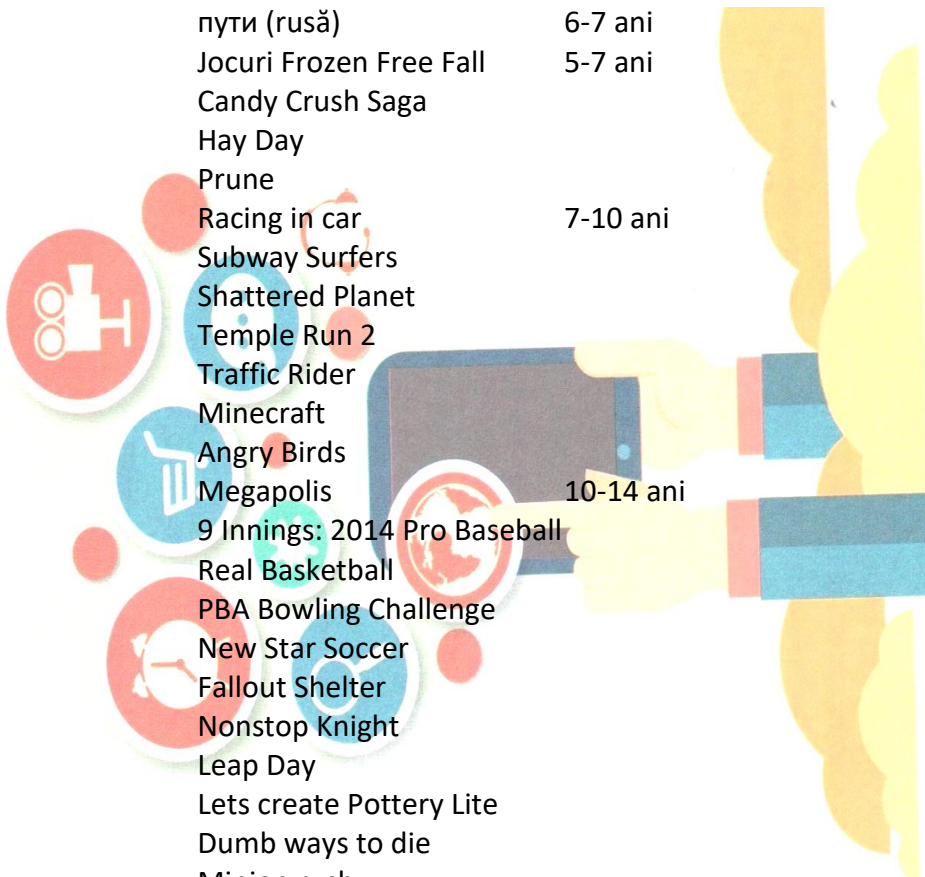 пути (rusă) 6-7 ani
Jocuri Frozen Free Fall 5-7 ani
Candy Crush Saga
Hay Day
Prune
Racing in car 7-10 ani
Subway Surfers
Shattered Planet
Temple Run 2
Traffic Rider
Minecraft
Angry Birds
Megapolis 10-14 ani
9 Innings: 2014 Pro Baseball
Real Basketball
PBA Bowling Challenge
New Star Soccer
Fallout Shelter
Nonstop Knight
Leap Day
Lets create Pottery Lite
Dumb ways to die